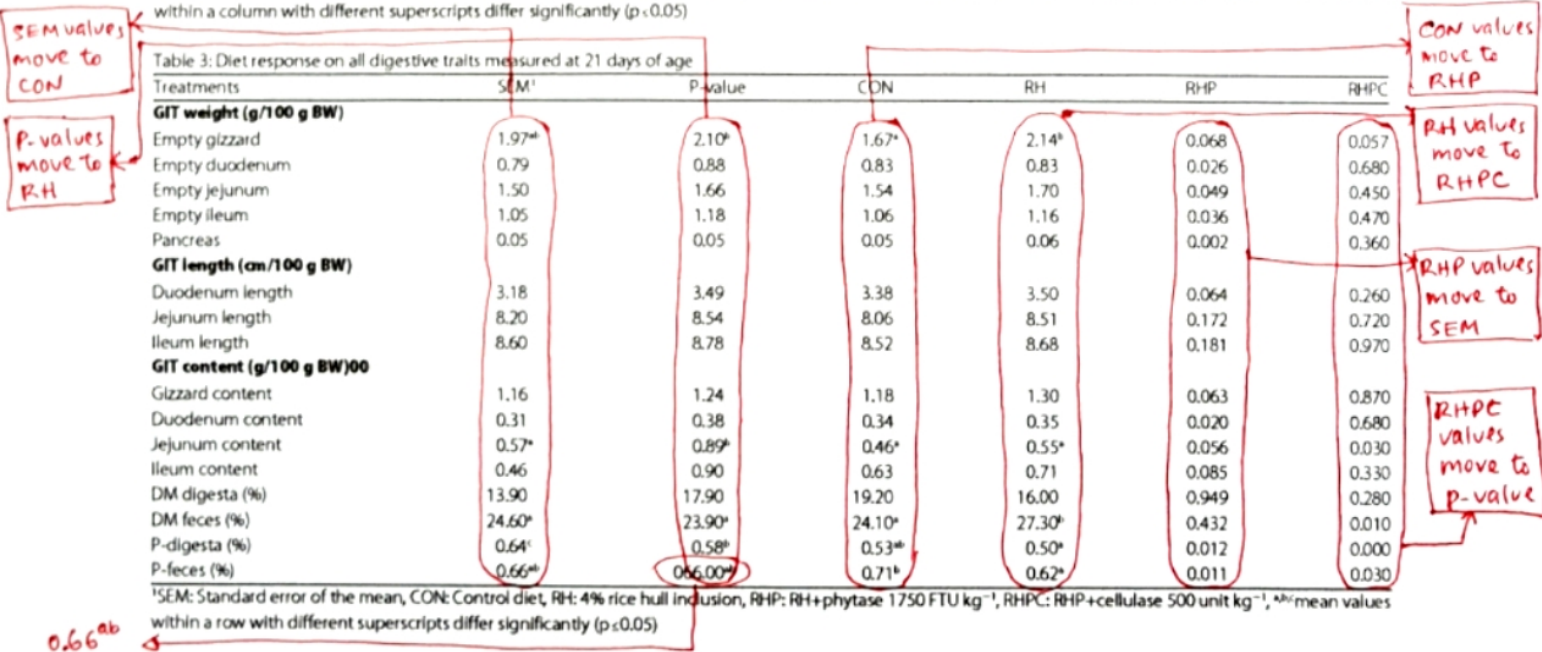 within a column with different superscripts differ significantly (p≤0.05)
SEM values
move to
CON
CON values
move to
RHP
Table 3: Diet response on all digestive traits measured at 21 days of age
Treatments SEM¹ P-value CON RH RHP RHPC
GIT weight (g/100 g BW)
P-values
move to
RH
RH values
move to
RHPC
Empty gizzard 1.97ᵃᵇ 2.10ᵇ 1.67ᵃ 2.14ᵇ 0.068 0.057
Empty duodenum 0.79 0.88 0.83 0.83 0.026 0.680
Empty jejunum 1.50 1.66 1.54 1.70 0.049 0.450
Empty ileum 1.05 1.18 1.06 1.16 0.036 0.470
Pancreas 0.05 0.05 0.05 0.06 0.002 0.360
GIT length (cm/100 g BW)
RHP values
move to
SEM
Duodenum length 3.18 3.49 3.38 3.50 0.064 0.260
Jejunum length 8.20 8.54 8.06 8.51 0.172 0.720
Ileum length 8.60 8.78 8.52 8.68 0.181 0.970
GIT content (g/100 g BW)00
Gizzard content 1.16 1.24 1.18 1.30 0.063 0.870
Duodenum content 0.31 0.38 0.34 0.35 0.020 0.680
Jejunum content 0.57ᵃ 0.89ᵇ 0.46ᵃ 0.55ᵃ 0.056 0.030
Ileum content 0.46 0.90 0.63 0.71 0.085 0.330
DM digesta (%) 13.90 17.90 19.20 16.00 0.949 0.280
DM feces (%) 24.60ᵃ 23.90ᵃ 24.10ᵃ 27.30ᵇ 0.432 0.010
P-digesta (%) 0.64ᶜ 0.58ᵇ 0.53ᵃᵇ 0.50ᵃ 0.012 0.000
P-feces (%) 0.66ᵃᵇ 066.00ᵃᵇ 0.71ᵇ 0.62ᵃ 0.011 0.030
RHPC
values
move to
p-value
¹SEM: Standard error of the mean, CON: Control diet, RH: 4% rice hull inclusion, RHP: RH+phytase 1750 FTU kg⁻¹, RHPC: RHP+cellulase 500 unit kg⁻¹, ᵃ,ᵇ,ᶜmean values
within a row with different superscripts differ significantly (p≤0.05)
0.66ᵃᵇ